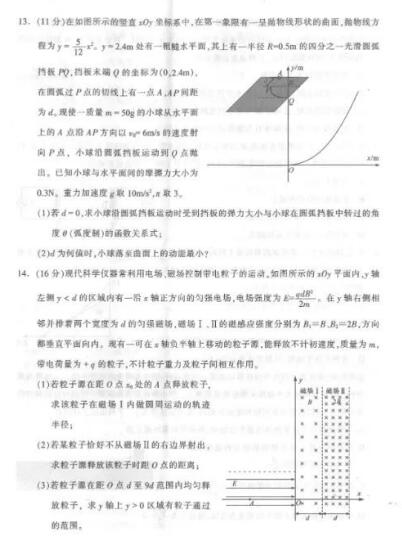 13. (11分)在如图所示的竖直xOy坐标系中,在第一象限有一呈抛物线形状的曲面,抛物线方
程为y=5/12x²。y=2.4m处有一粗糙水平面,其上有一半径R=0.5m的四分之一光滑圆弧
挡板PQ,挡板末端Q的坐标为(0,2.4m),
在圆弧过P点的切线上有一点A,AP间距
为d。现使一质量m=50g的小球从水平面
上的A点沿AP方向以v₀=6m/s的速度射
向P点,小球沿圆弧挡板运动到Q点抛
出。已知小球与水平面间的摩擦力大小为
0.3N。重力加速度g取10m/s²,π取3。
y/m
A
P
Q
O
x/m
(1)若d=0,求小球沿圆弧挡板运动时受到挡板的弹力大小与小球在圆弧挡板中转过的角
度θ(弧度制)的函数关系式;
(2)d为何值时,小球落至曲面上的动能最小?
14. (16分)现代科学仪器常利用电场、磁场控制带电粒子的运动,如图所示的xOy平面内,y轴
左侧y<d的区域内有一沿x轴正方向的匀强电场,电场强度为E=qdB²/2m。在y轴右侧相
邻并排着两个宽度为d的匀强磁场,磁场Ⅰ、Ⅱ的磁感应强度分别为B₁=B、B₂=2B,方向
都垂直平面向内。现有一可在x轴负半轴上移动的粒子源,能释放不计初速度,质量为m,
带电荷量为+q的粒子,不计粒子重力及粒子间相互作用。
(1)若粒子源在距O点x₀处的A点释放粒子,
求该粒子在磁场Ⅰ内做圆周运动的轨迹
半径;
(2)若某粒子恰好不从磁场Ⅱ的右边界射出,
求粒子源释放该粒子时距O点的距离;
(3)若粒子源在距O点d至9d范围内均匀释
放粒子,求y轴上y>0区域有粒子通过
的范围。
y
磁场Ⅰ 磁场Ⅱ
B 2B
E
A O x
d d